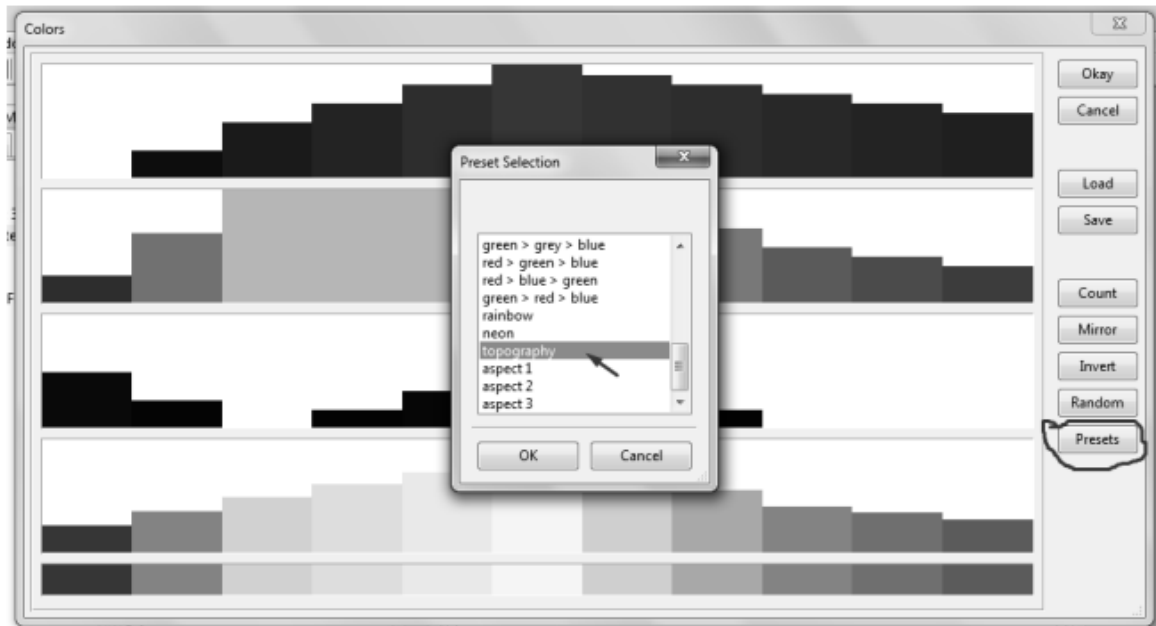 Colors
Okay
Cancel
Load
Save
Count
Mirror
Invert
Random
Presets
Preset Selection
green > grey > blue
red > green > blue
red > blue > green
green > red > blue
rainbow
neon
topography
aspect 1
aspect 2
aspect 3
OK
Cancel